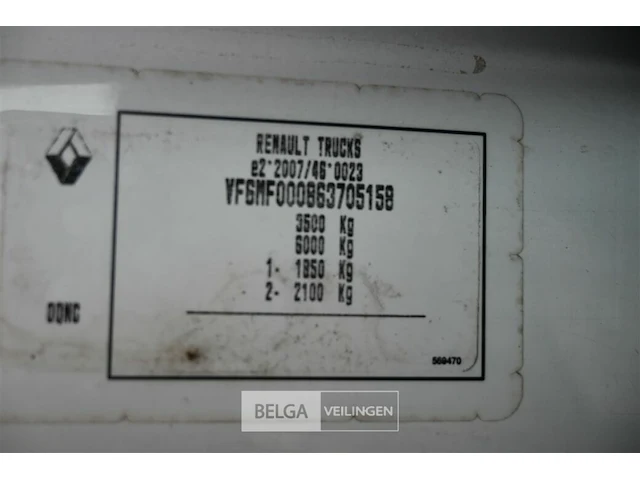 RENAULT TRUCKS
e2*2007/46*0023
VF6MF000863705158
3500 Kg
6000 Kg
1- 1850 Kg
2- 2100 Kg
569470
BELGA VEILINGEN